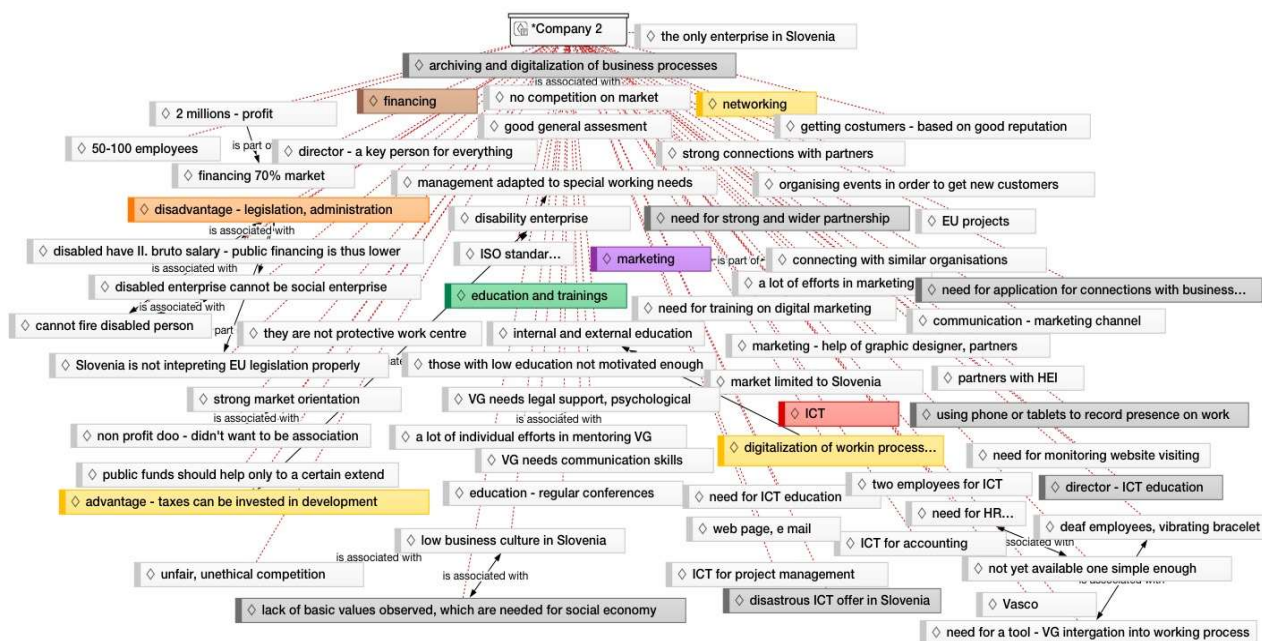 *Company 2
the only enterprise in Slovenia
archiving and digitalization of business processes
is associated with
financing
no competition on market
networking
2 millions - profit
good general assesment
getting costumers - based on good reputation
50-100 employees
is part o
director - a key person for everything
strong connections with partners
financing 70% market
management adapted to special working needs
organising events in order to get new customers
disadvantage - legislation, administration
disability enterprise
need for strong and wider partnership
EU projects
is associated with
disabled have II. bruto salary - public financing is thus lower
ISO standar...
marketing
is part of
connecting with similar organisations
is associated with
a lot of efforts in marketing
disabled enterprise cannot be social enterprise
education and trainings
need for application for connections with business...
is associated with
need for training on digital marketing
cannot fire disabled person
part
they are not protective work centre
internal and external education
communication - marketing channel
marketing - help of graphic designer, partners
Slovenia is not intepreting EU legislation properly
those with low education not motivated enough
market limited to Slovenia
partners with HEI
strong market orientation
VG needs legal support, psychological
ICT
using phone or tablets to record presence on work
is associated with
is associated with
non profit doo - didn't want to be association
a lot of individual efforts in mentoring VG
digitalization of workin process...
need for monitoring website visiting
public funds should help only to a certain extend
VG needs communication skills
two employees for ICT
director - ICT education
advantage - taxes can be invested in development
education - regular conferences
need for ICT education
need for HR...
web page, e mail
deaf employees, vibrating bracelet
low business culture in Slovenia
ICT for accounting
associated with
is associated with
not yet available one simple enough
unfair, unethical competition
is associated with
ICT for project management
is associated with
lack of basic values observed, which are needed for social economy
disastrous ICT offer in Slovenia
Vasco
need for a tool - VG intergation into working process